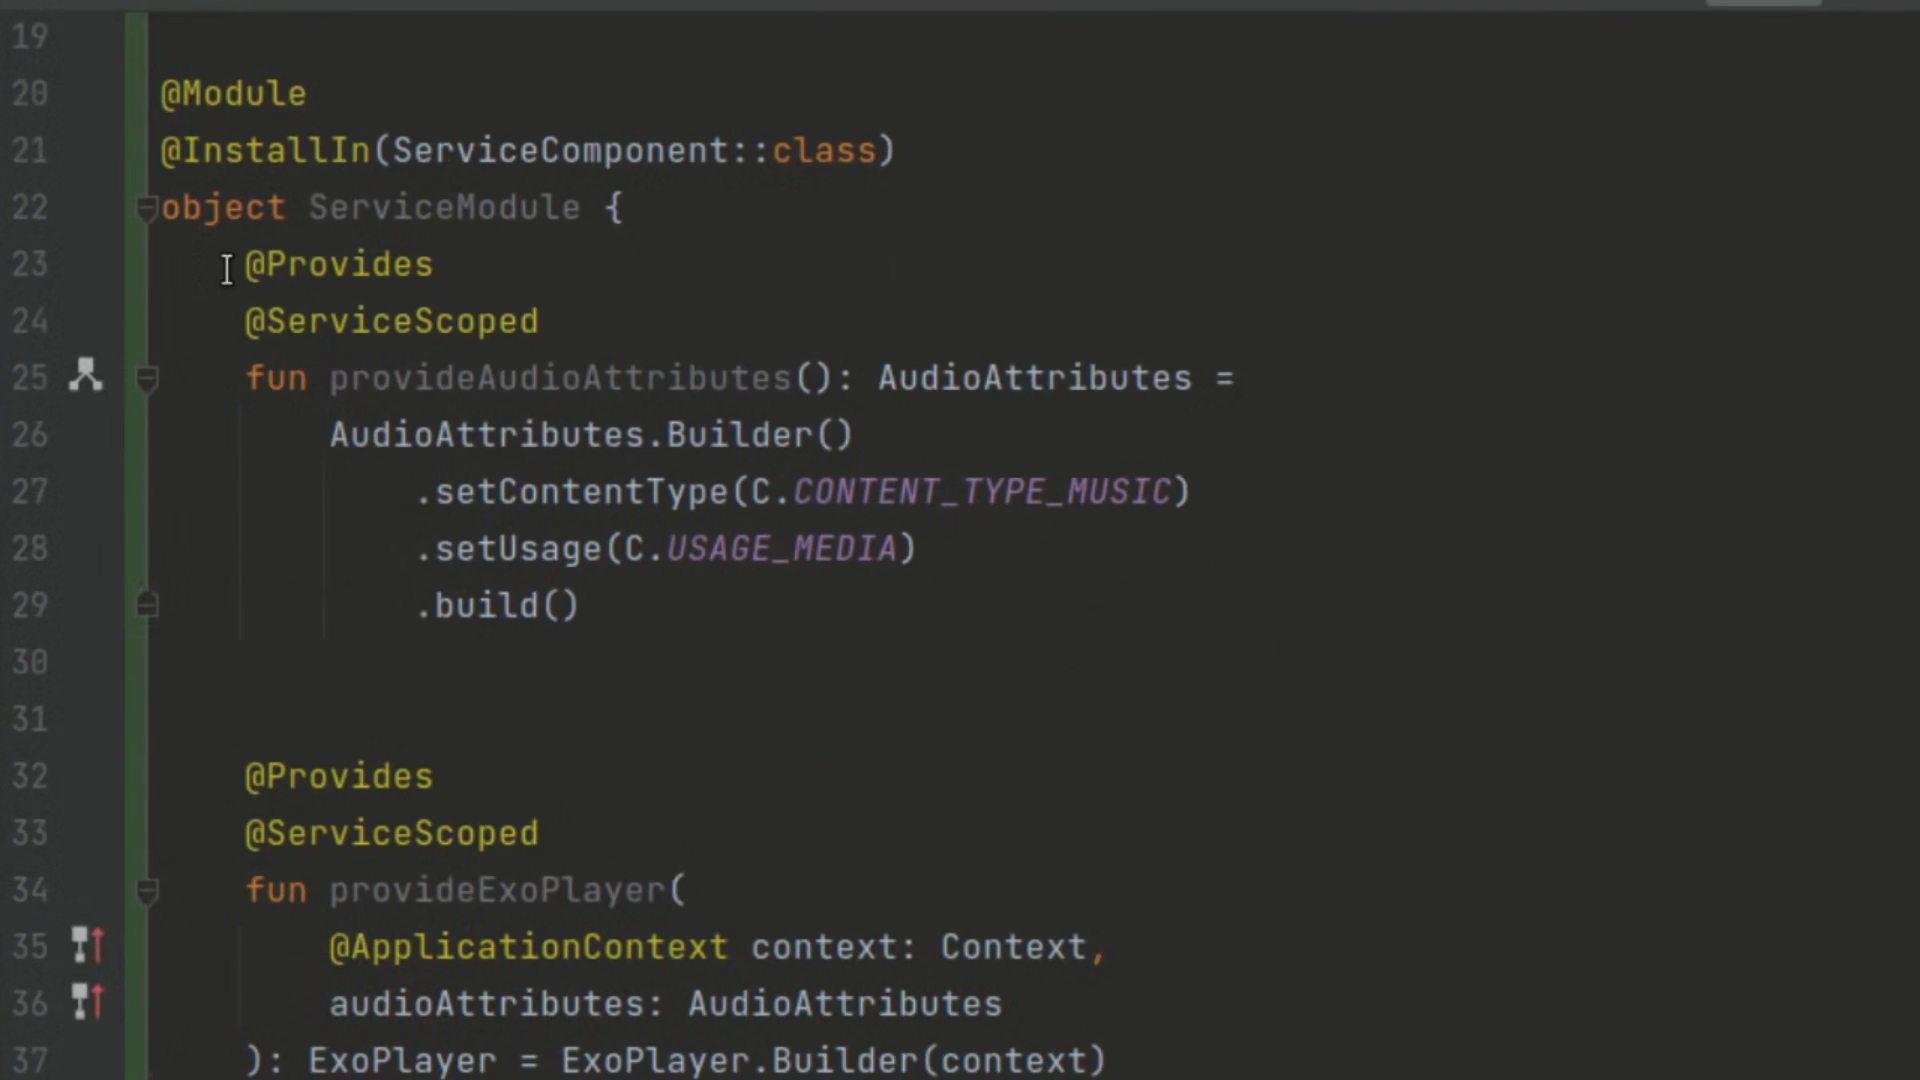 19
20 @Module
21 @InstallIn(ServiceComponent::class)
22 object ServiceModule {
23 @Provides
24 @ServiceScoped
25 fun provideAudioAttributes(): AudioAttributes =
26 AudioAttributes.Builder()
27 .setContentType(C.CONTENT_TYPE_MUSIC)
28 .setUsage(C.USAGE_MEDIA)
29 .build()
30
31
32 @Provides
33 @ServiceScoped
34 fun provideExoPlayer(
35 @ApplicationContext context: Context,
36 audioAttributes: AudioAttributes
37 ): ExoPlayer = ExoPlayer.Builder(context)